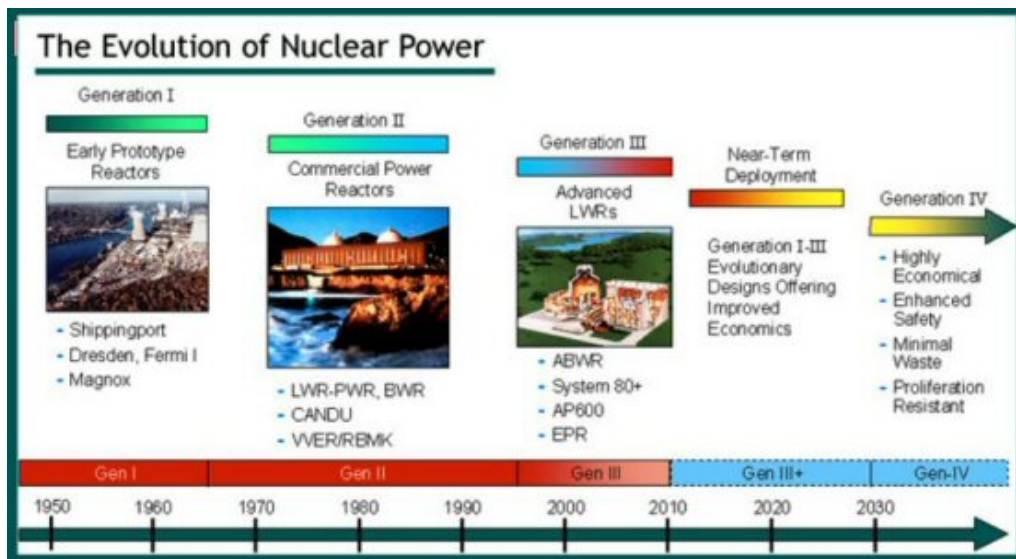 The Evolution of Nuclear Power
Generation I
Early Prototype
Reactors
- Shippingport
- Dresden, Fermi I
- Magnox
Generation II
Commercial Power
Reactors
- LWR-PWR, BWR
- CANDU
- VVER/RBMK
Generation III
Advanced
LWRs
- ABWR
- System 80+
- AP600
- EPR
Near-Term
Deployment
Generation I-III
Evolutionary
Designs Offering
Improved
Economics
Generation IV
- Highly
Economical
- Enhanced
Safety
- Minimal
Waste
- Proliferation
Resistant
Gen I Gen II Gen III Gen III+ Gen-IV
1950 1960 1970 1980 1990 2000 2010 2020 2030